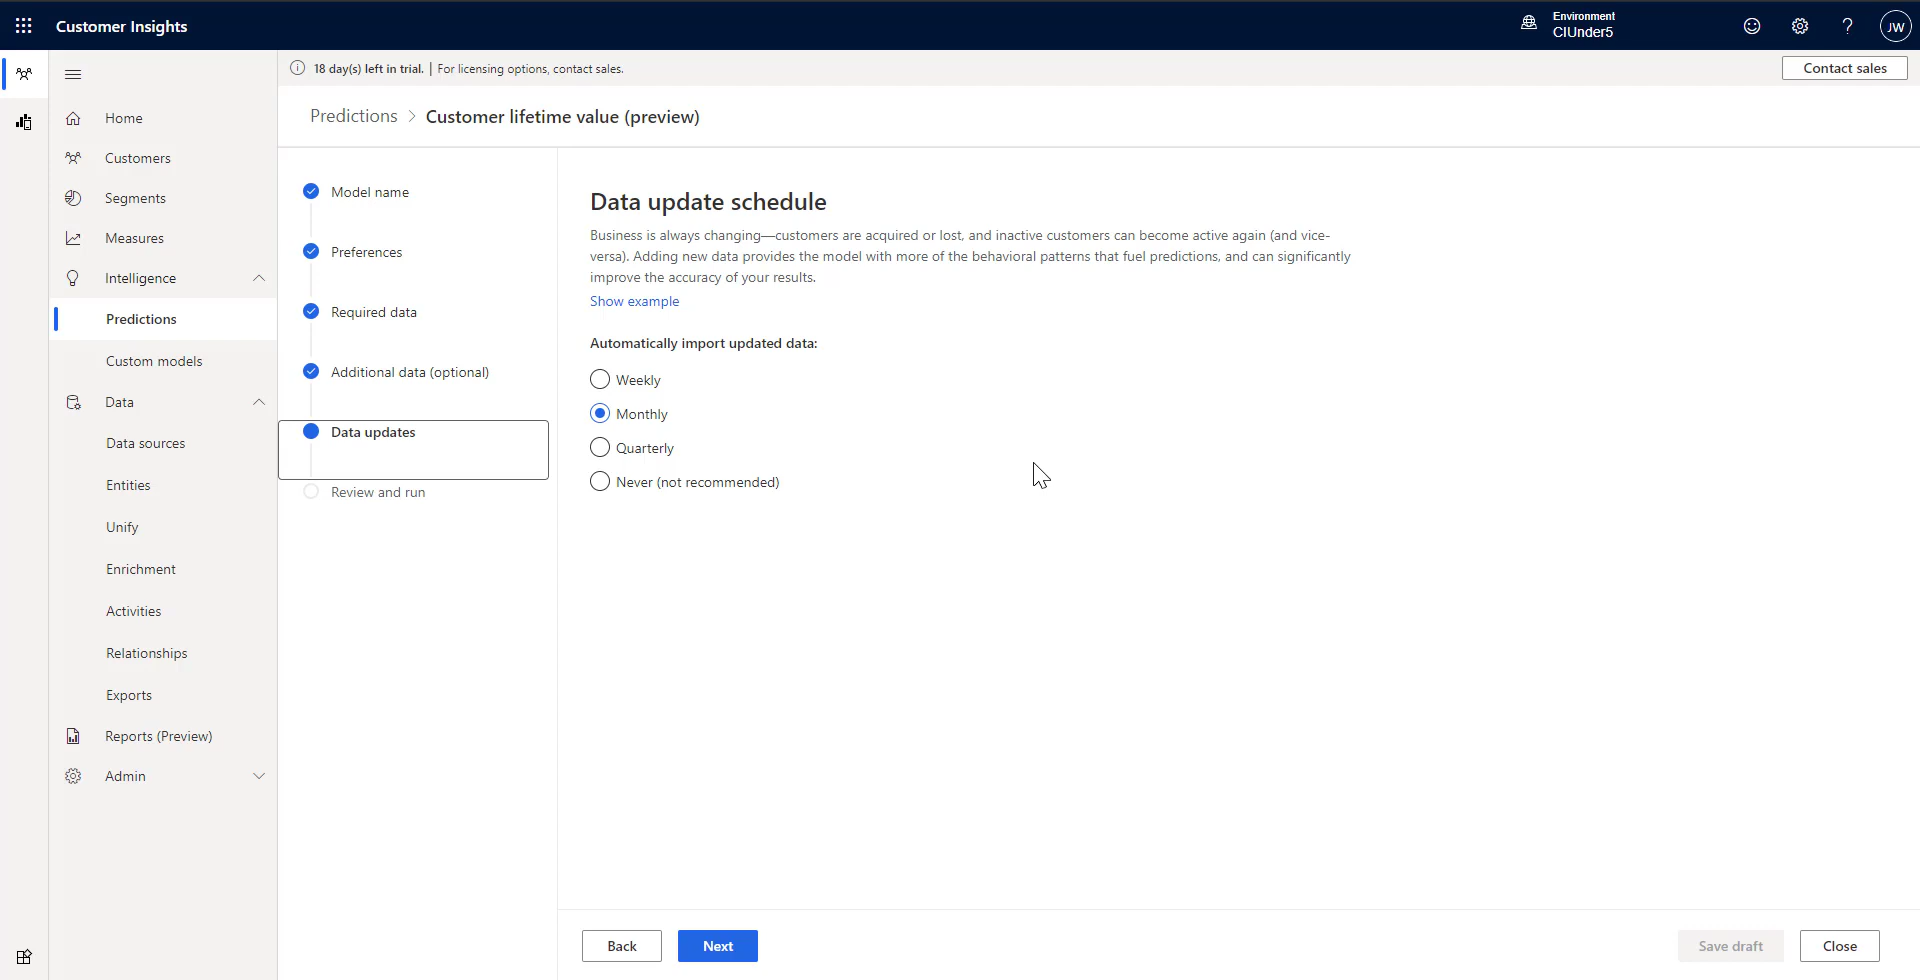 Customer Insights
Environment
CIUnder5
JW
18 day(s) left in trial. | For licensing options, contact sales.
Contact sales
Home
Customers
Segments
Measures
Intelligence
Predictions
Custom models
Data
Data sources
Entities
Unify
Enrichment
Activities
Relationships
Exports
Reports (Preview)
Admin
Predictions > Customer lifetime value (preview)
Model name
Preferences
Required data
Additional data (optional)
Data updates
Review and run
Data update schedule
Business is always changing—customers are acquired or lost, and inactive customers can become active again (and vice-
versa). Adding new data provides the model with more of the behavioral patterns that fuel predictions, and can significantly
improve the accuracy of your results.
Show example
Automatically import updated data:
Weekly
Monthly
Quarterly
Never (not recommended)
Back
Next
Save draft
Close